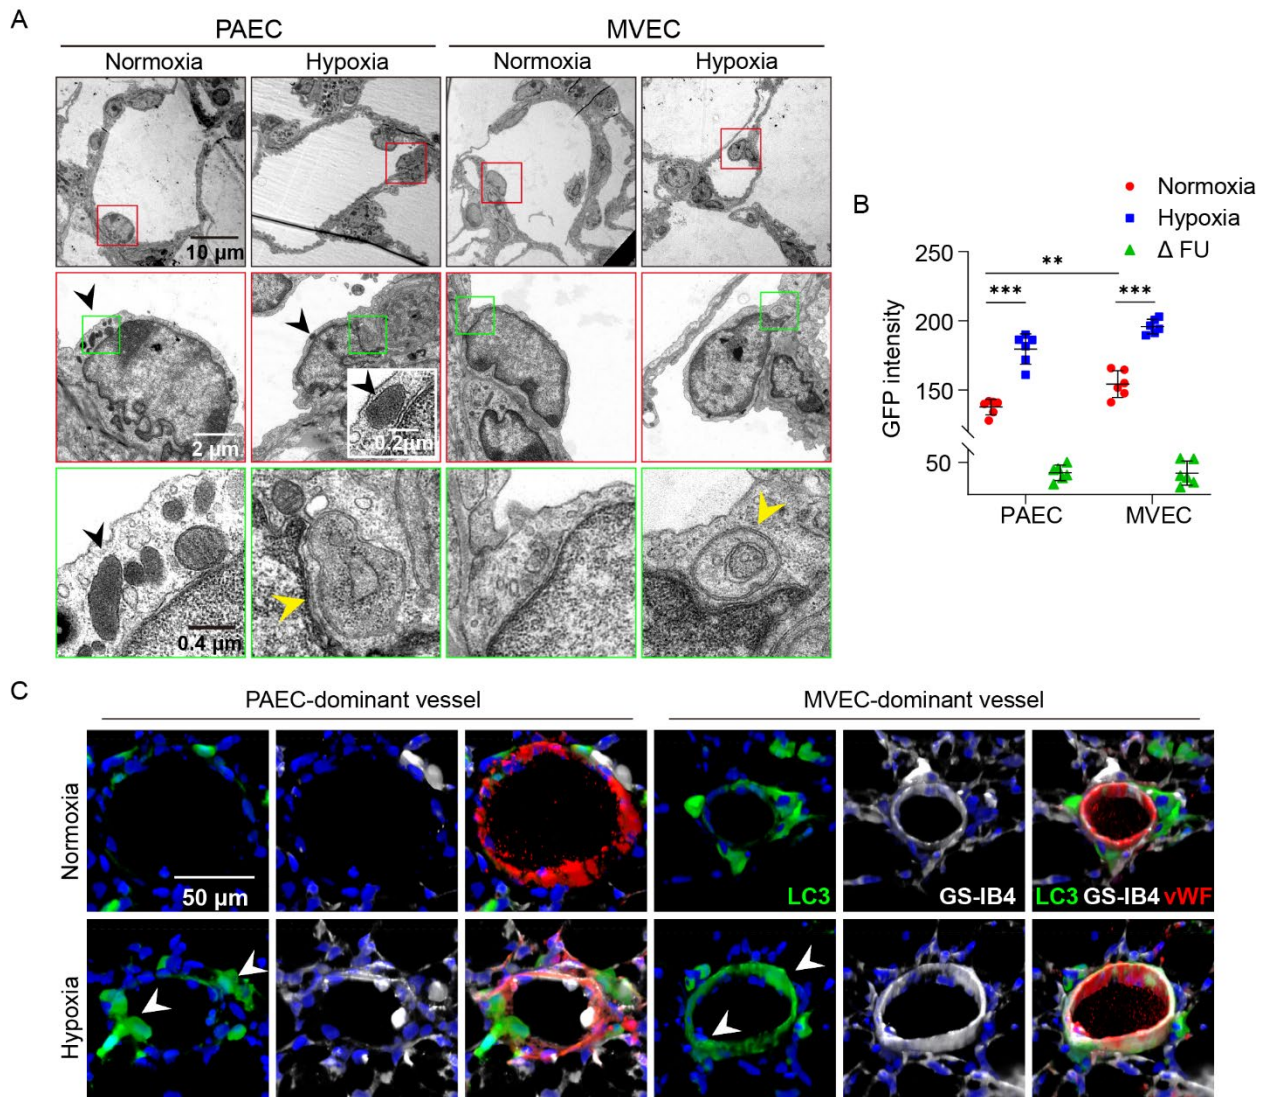 A
PAEC
MVEC
Normoxia
Hypoxia
Normoxia
Hypoxia
10 µm
2 µm
0.2µm
0.4 µm
B
Normoxia
Hypoxia
Δ FU
GFP intensity
250
200
150
50
**
***
***
PAEC
MVEC
C
PAEC-dominant vessel
MVEC-dominant vessel
Normoxia
50 µm
LC3
GS-IB4
LC3 GS-IB4 vWF
Hypoxia